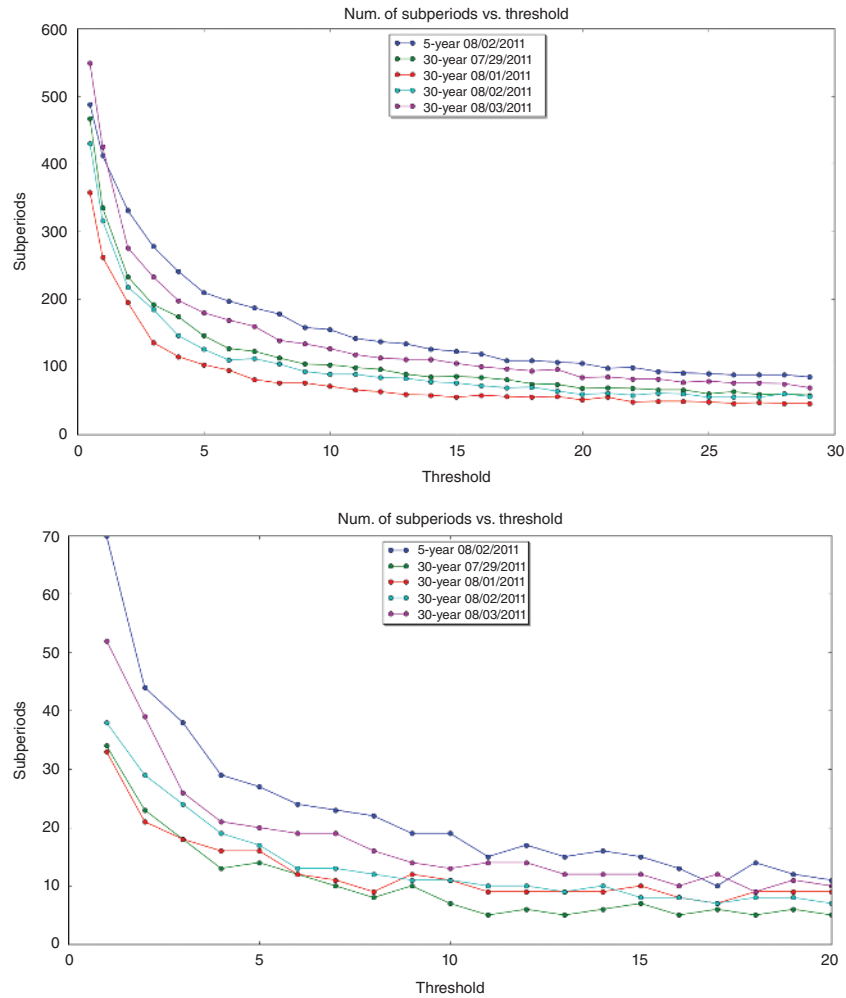 Num. of subperiods vs. threshold
600
500
400
300
200
100
0
Subperiods
5-year 08/02/2011
30-year 07/29/2011
30-year 08/01/2011
30-year 08/02/2011
30-year 08/03/2011
0 5 10 15 20 25 30
Threshold
Num. of subperiods vs. threshold
70
60
50
40
30
20
10
0
Subperiods
5-year 08/02/2011
30-year 07/29/2011
30-year 08/01/2011
30-year 08/02/2011
30-year 08/03/2011
0 5 10 15 20
Threshold